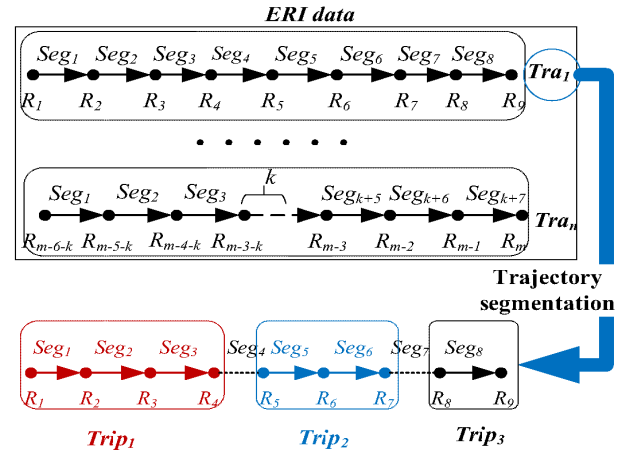 ERI data
Seg1 Seg2 Seg3 Seg4 Seg5 Seg6 Seg7 Seg8
Tra1
R1 R2 R3 R4 R5 R6 R7 R8 R9
k
Seg1 Seg2 Seg3 Segk+5 Segk+6 Segk+7
Tran
Rm-6-k Rm-5-k Rm-4-k Rm-3-k Rm-3 Rm-2 Rm-1 Rm
Trajectory
segmentation
Seg1 Seg2 Seg3 Seg4 Seg5 Seg6 Seg7 Seg8
R1 R2 R3 R4 R5 R6 R7 R8 R9
Trip1 Trip2 Trip3